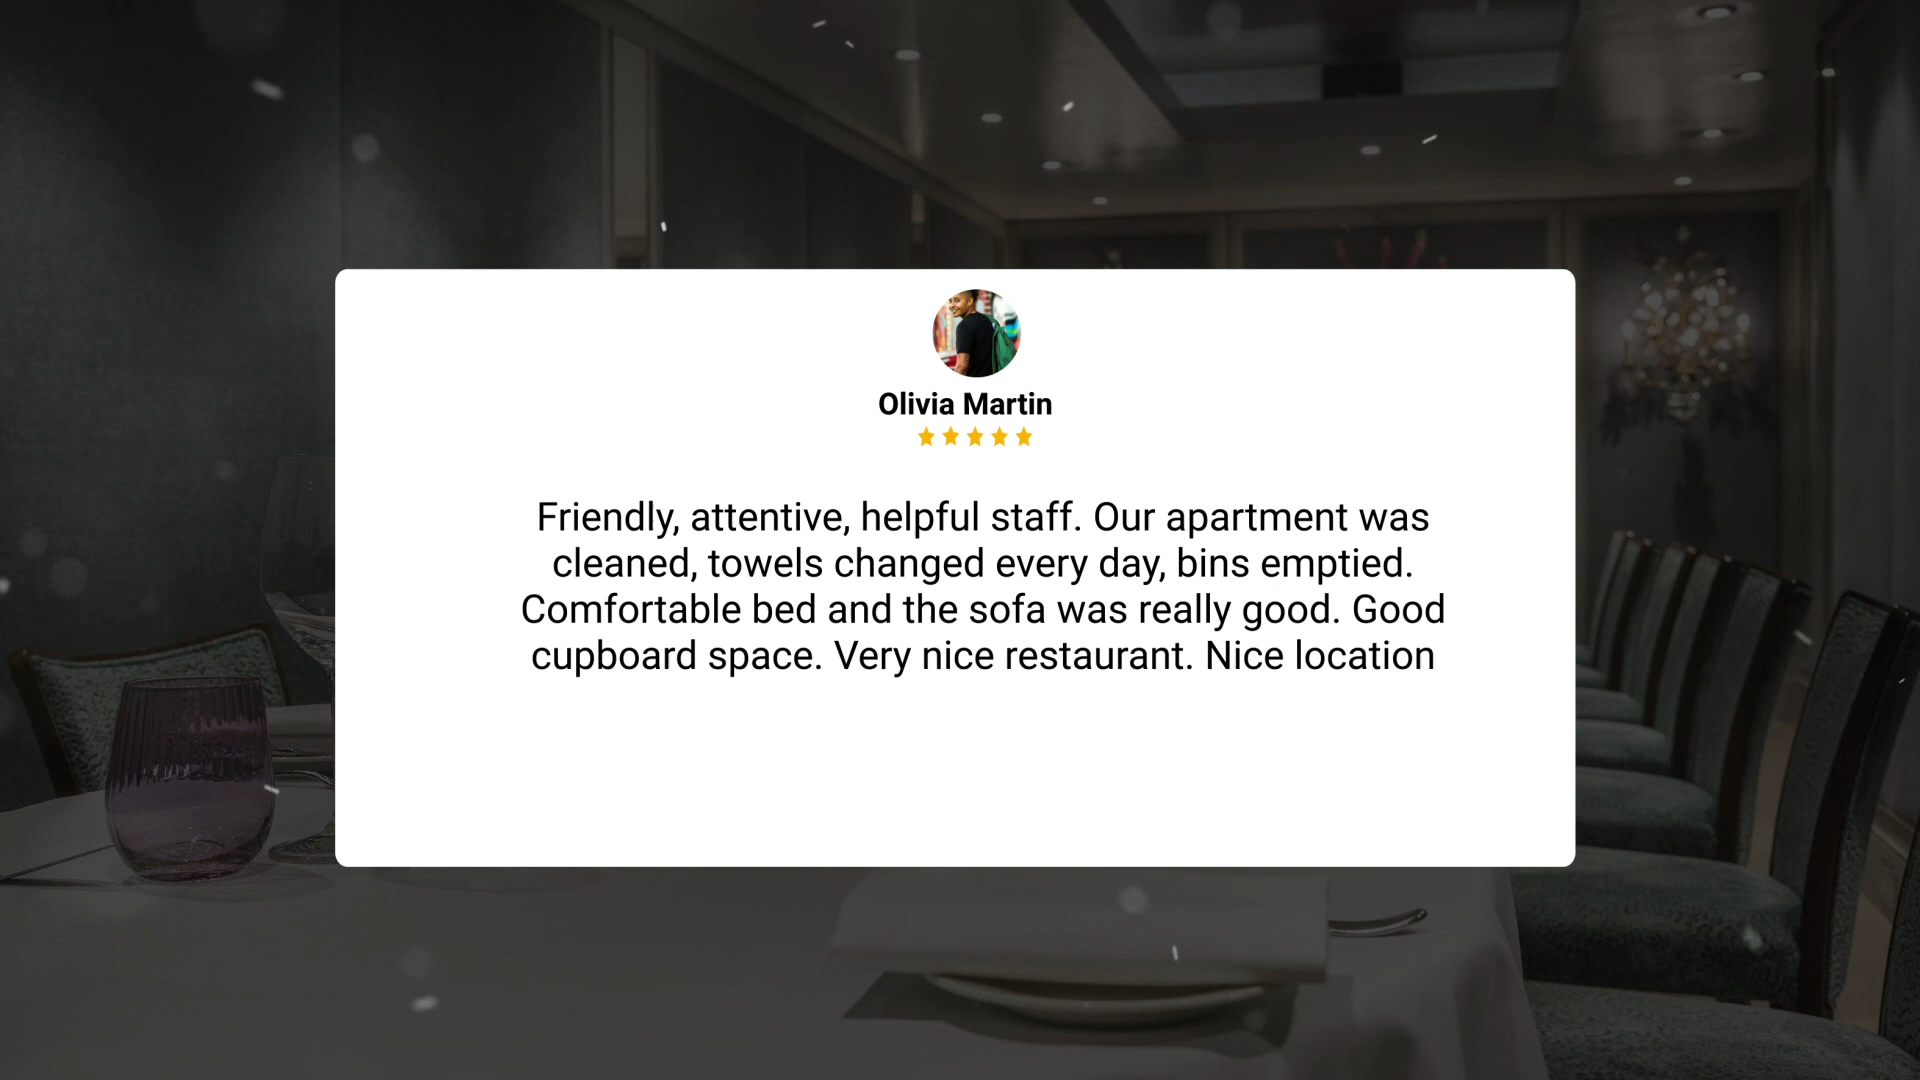 Olivia Martin
Friendly, attentive, helpful staff. Our apartment was
cleaned, towels changed every day, bins emptied.
Comfortable bed and the sofa was really good. Good
cupboard space. Very nice restaurant. Nice location